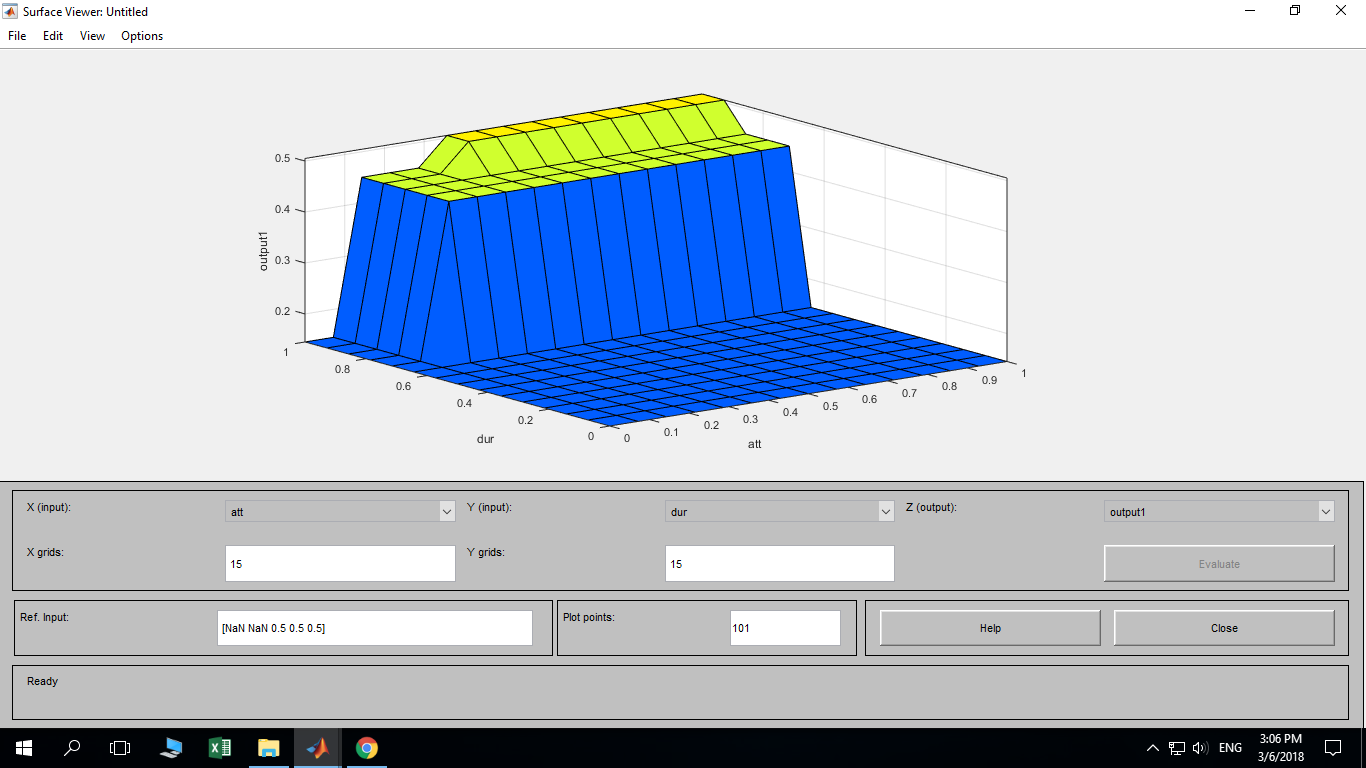 Surface Viewer: Untitled
File Edit View Options
0.5
0.4
0.3
0.2
output1
1
0.8
0.6
0.4
0.2
0
dur
0
0.1
0.2
0.3
0.4
0.5
0.6
0.7
0.8
0.9
1
att
X (input): att Y (input): dur Z (output): output1
X grids: 15 Y grids: 15 Evaluate
Ref. Input: [NaN NaN 0.5 0.5 0.5] Plot points: 101 Help Close
Ready
ENG 3:06 PM
3/6/2018